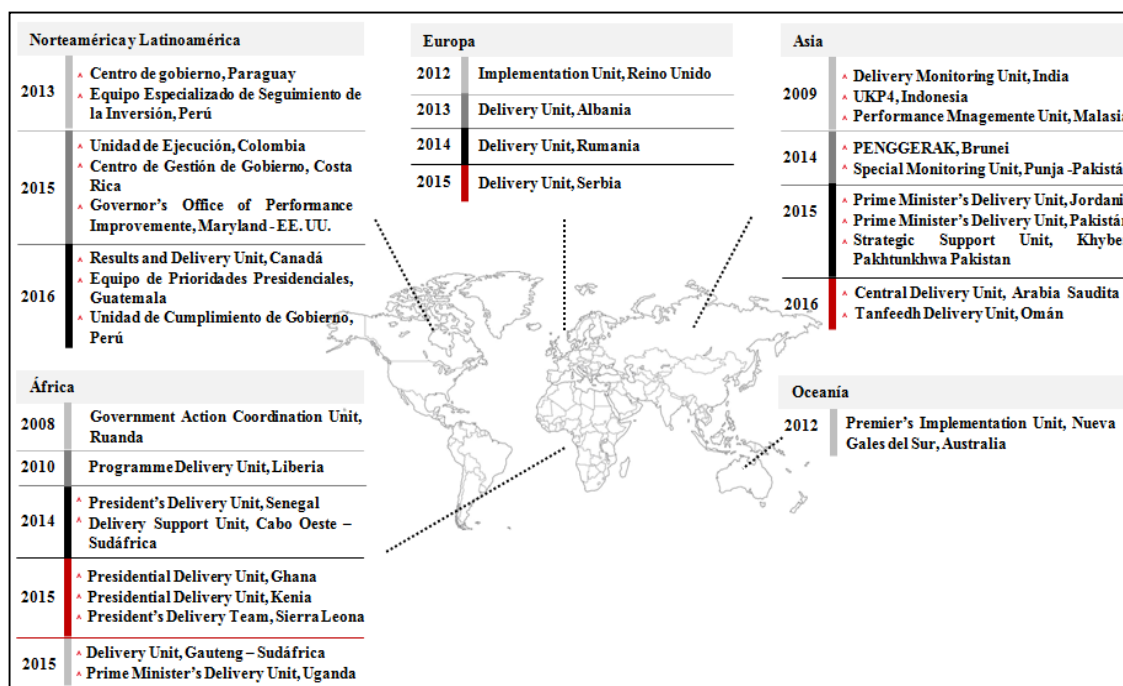 Norteamérica y Latinoamérica
2013
Centro de gobierno, Paraguay
Equipo Especializado de Seguimiento de
la Inversión, Perú
2015
Unidad de Ejecución, Colombia
Centro de Gestión de Gobierno, Costa
Rica
Governor's Office of Performance
Improvemente, Maryland - EE. UU.
2016
Results and Delivery Unit, Canadá
Equipo de Prioridades Presidenciales,
Guatemala
Unidad de Cumplimiento de Gobierno,
Perú
Europa
2012 Implementation Unit, Reino Unido
2013 Delivery Unit, Albania
2014 Delivery Unit, Rumania
2015 Delivery Unit, Serbia
Asia
2009
Delivery Monitoring Unit, India
UKP4, Indonesia
Performance Mnagemente Unit, Malasia
2014
PENGGERAK, Brunei
Special Monitoring Unit, Punja -Pakistá
2015
Prime Minister's Delivery Unit, Jordani
Prime Minister's Delivery Unit, Pakistán
Strategic Support Unit, Khybe
Pakhtunkhwa Pakistan
2016
Central Delivery Unit, Arabia Saudita
Tanfeedh Delivery Unit, Omán
África
2008
Government Action Coordination Unit,
Ruanda
2010 Programme Delivery Unit, Liberia
2014
President's Delivery Unit, Senegal
Delivery Support Unit, Cabo Oeste –
Sudáfrica
2015
Presidential Delivery Unit, Ghana
Presidential Delivery Unit, Kenia
President's Delivery Team, Sierra Leona
2015
Delivery Unit, Gauteng – Sudáfrica
Prime Minister's Delivery Unit, Uganda
Oceanía
2012
Premier's Implementation Unit, Nueva
Gales del Sur, Australia